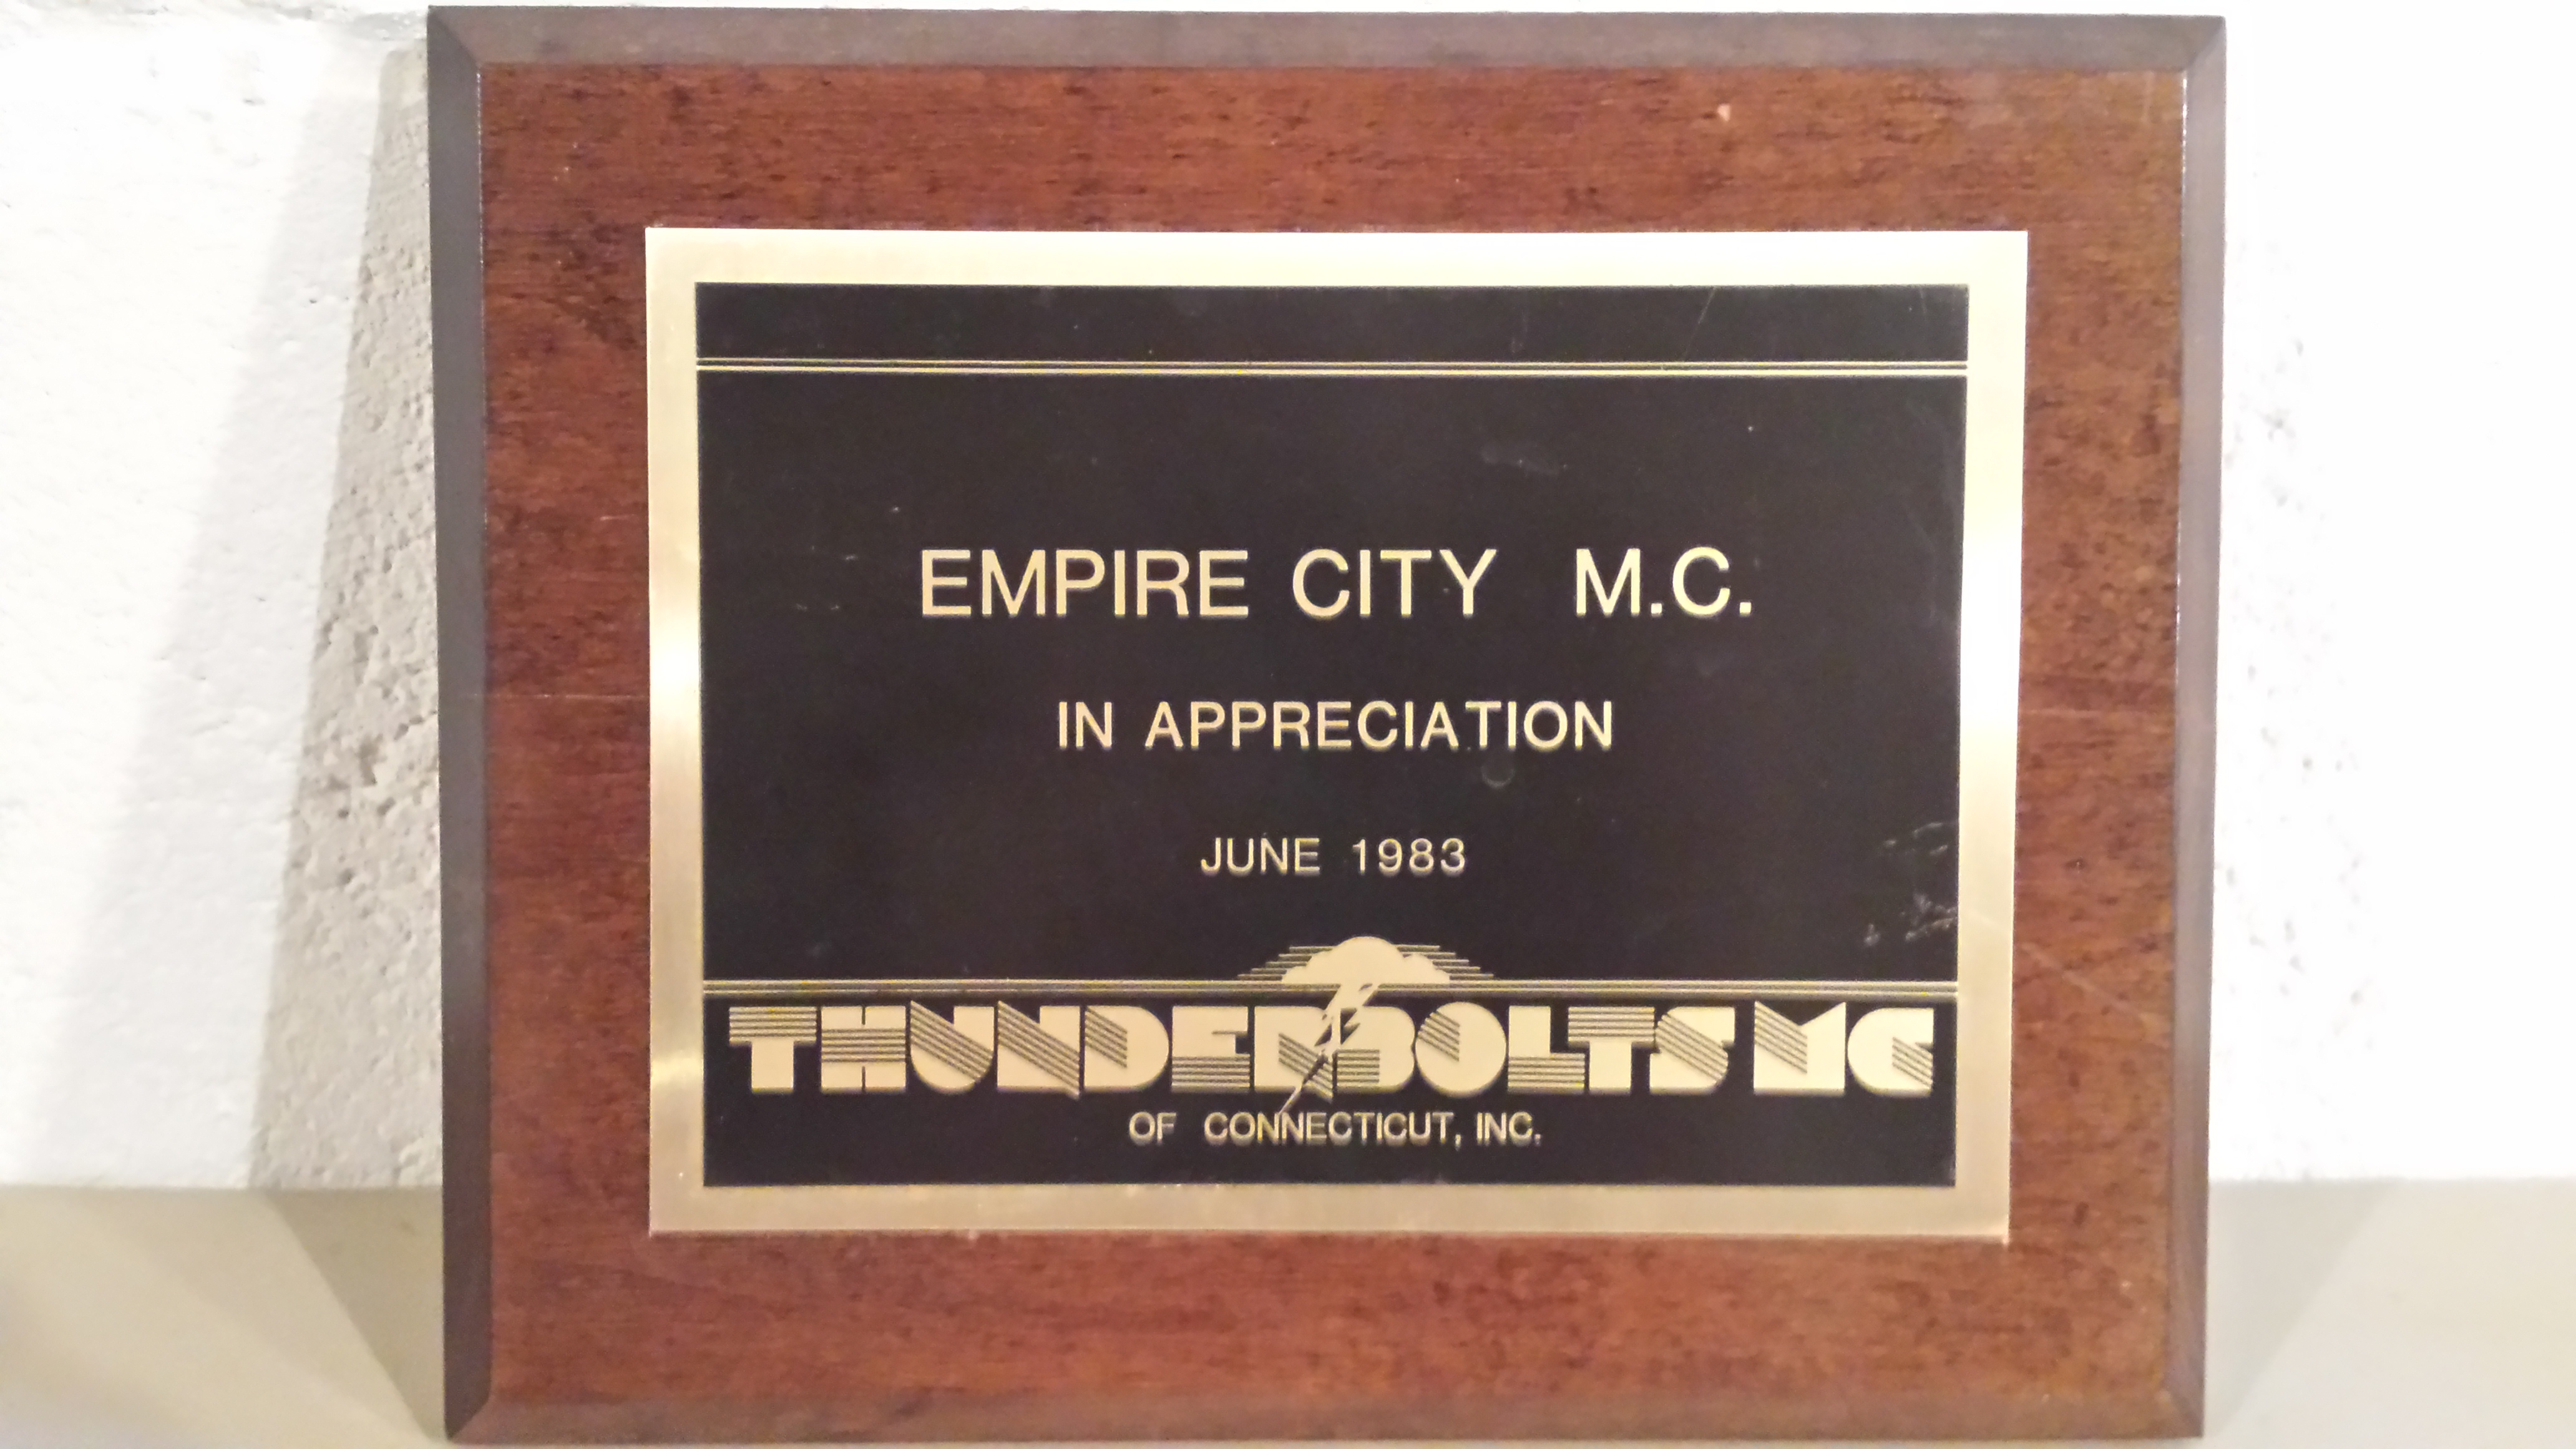 EMPIRE CITY M.C.
IN APPRECIATION
JUNE 1983
THUNDERBOLTS MC
OF CONNECTICUT, INC.